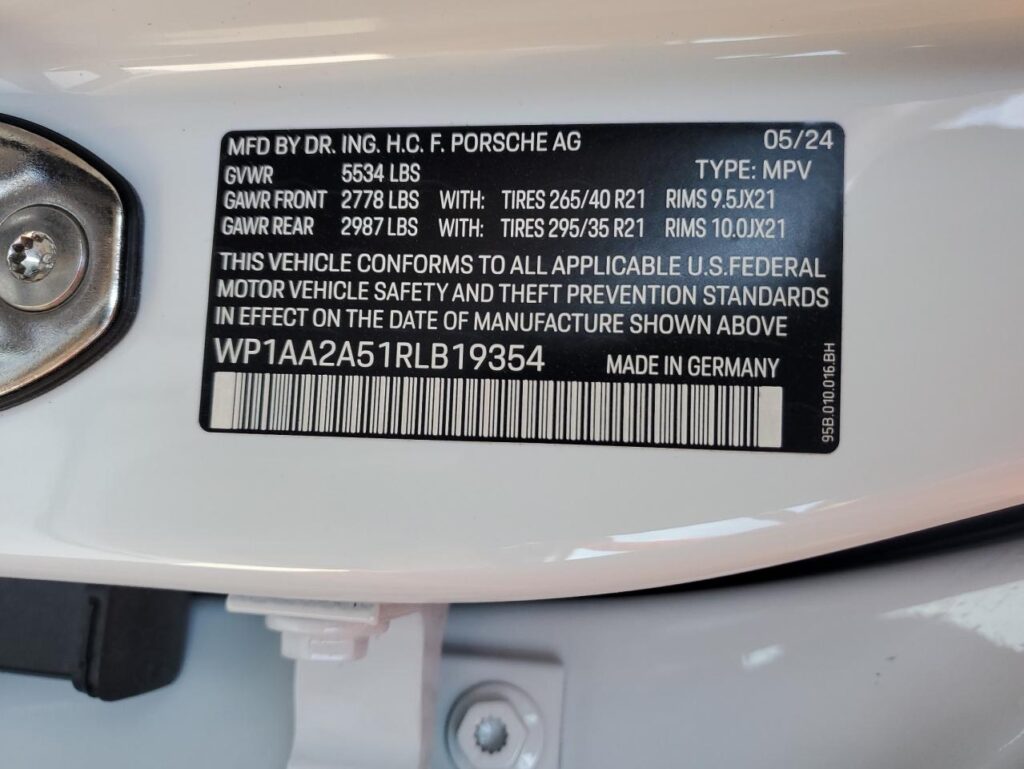 MFD BY DR. ING. H.C. F. PORSCHE AG 05/24
GVWR 5534 LBS TYPE: MPV
GAWR FRONT 2778 LBS WITH: TIRES 265/40 R21 RIMS 9.5JX21
GAWR REAR 2987 LBS WITH: TIRES 295/35 R21 RIMS 10.0JX21
THIS VEHICLE CONFORMS TO ALL APPLICABLE U.S.FEDERAL
MOTOR VEHICLE SAFETY AND THEFT PREVENTION STANDARDS
IN EFFECT ON THE DATE OF MANUFACTURE SHOWN ABOVE
WP1AA2A51RLB19354 MADE IN GERMANY
95B.010.016.BH